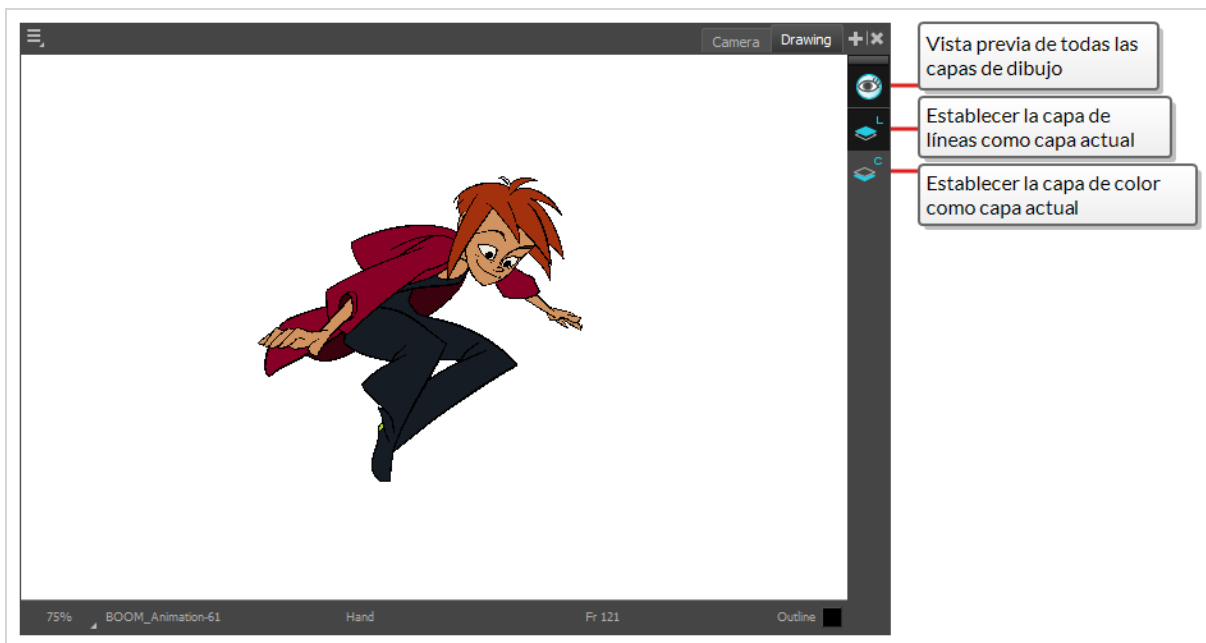 Camera
Drawing
Vista previa de todas las
capas de dibujo
L
Establecer la capa de
líneas como capa actual
C
Establecer la capa de color
como capa actual
75%
BOOM_Animation-61
Hand
Fr 121
Outline